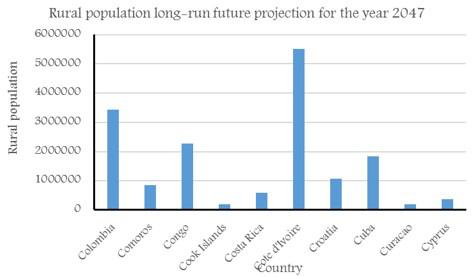 Rural population long-run future projection for the year 2047
Rural population
6000000
5000000
4000000
3000000
2000000
1000000
0
Colombia
Comoros
Congo
Cook Islands
Costa Rica
Cote d'Ivoire
Croatia
Cuba
Curacao
Cyprus
Country